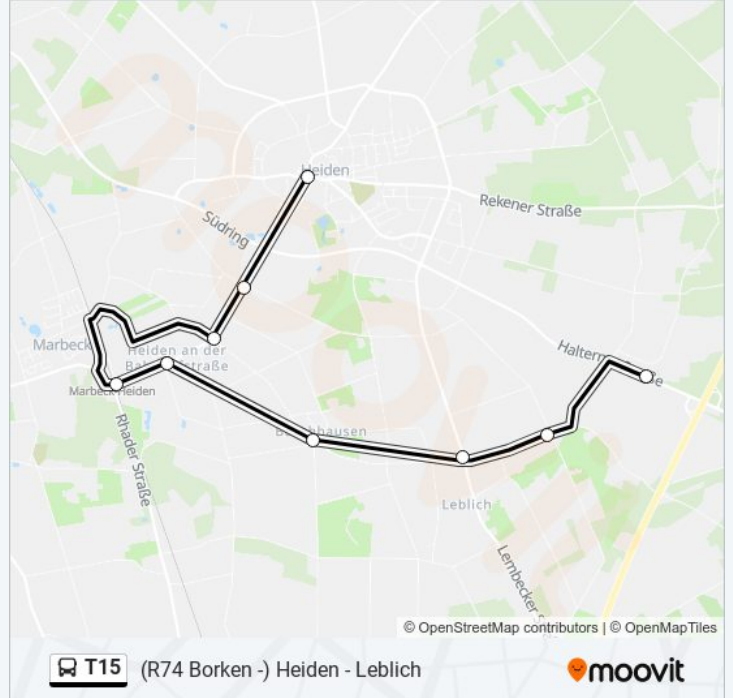 Heiden
Rekener Straße
Südring
Marbeck
Heiden an der
Marbeck-Heiden
Rhader Straße
Leblich
© OpenStreetMap contributors | © OpenMapTiles
T15 (R74 Borken -) Heiden - Leblich
moovit